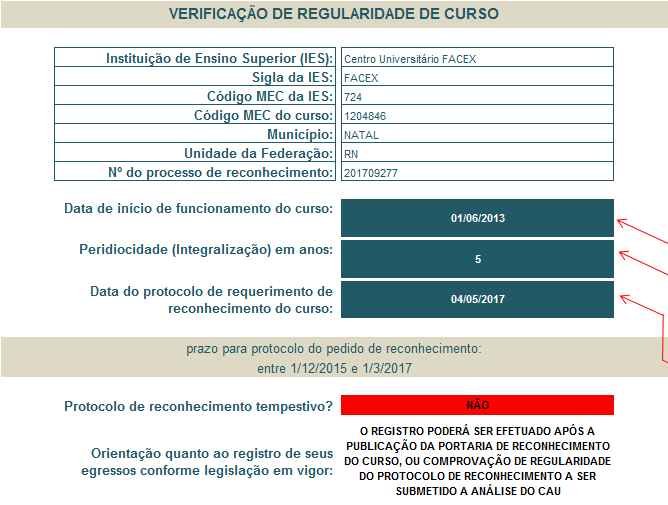 VERIFICAÇÃO DE REGULARIDADE DE CURSO
Instituição de Ensino Superior (IES): Centro Universitário FACEX
Sigla da IES: FACEX
Código MEC da IES: 724
Código MEC do curso: 1204846
Município: NATAL
Unidade da Federação: RN
Nº do processo de reconhecimento: 201709277
Data de início de funcionamento do curso: 01/06/2013
Peridiocidade (Integralização) em anos: 5
Data do protocolo de requerimento de
reconhecimento do curso: 04/05/2017
prazo para protocolo do pedido de reconhecimento:
entre 1/12/2015 e 1/3/2017
Protocolo de reconhecimento tempestivo? NÃO
Orientação quanto ao registro de seus
egressos conforme legislação em vigor:
O REGISTRO PODERÁ SER EFETUADO APÓS A
PUBLICAÇÃO DA PORTARIA DE RECONHECIMENTO
DO CURSO, OU COMPROVAÇÃO DE REGULARIDADE
DO PROTOCOLO DE RECONHECIMENTO A SER
SUBMETIDO A ANÁLISE DO CAU